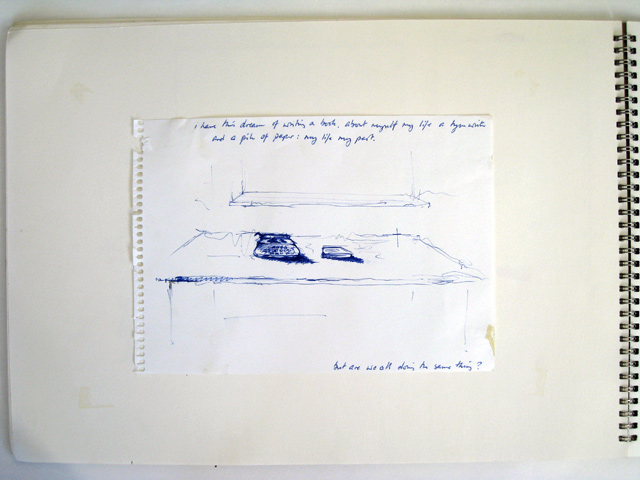 I have this dream of writing a book, about myself my life a typewriter
and a pile of paper: my life my past.
but are we all doing the same thing?